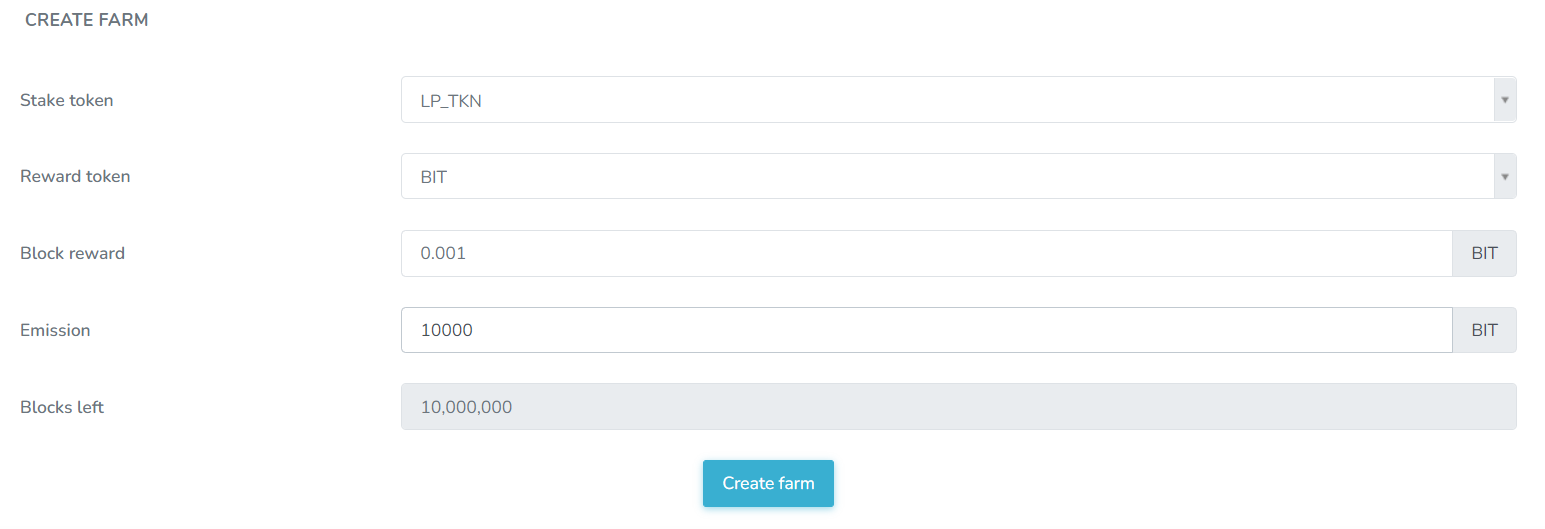 CREATE FARM
Stake token LP_TKN
Reward token BIT
Block reward 0.001 BIT
Emission 10000 BIT
Blocks left 10,000,000
Create farm